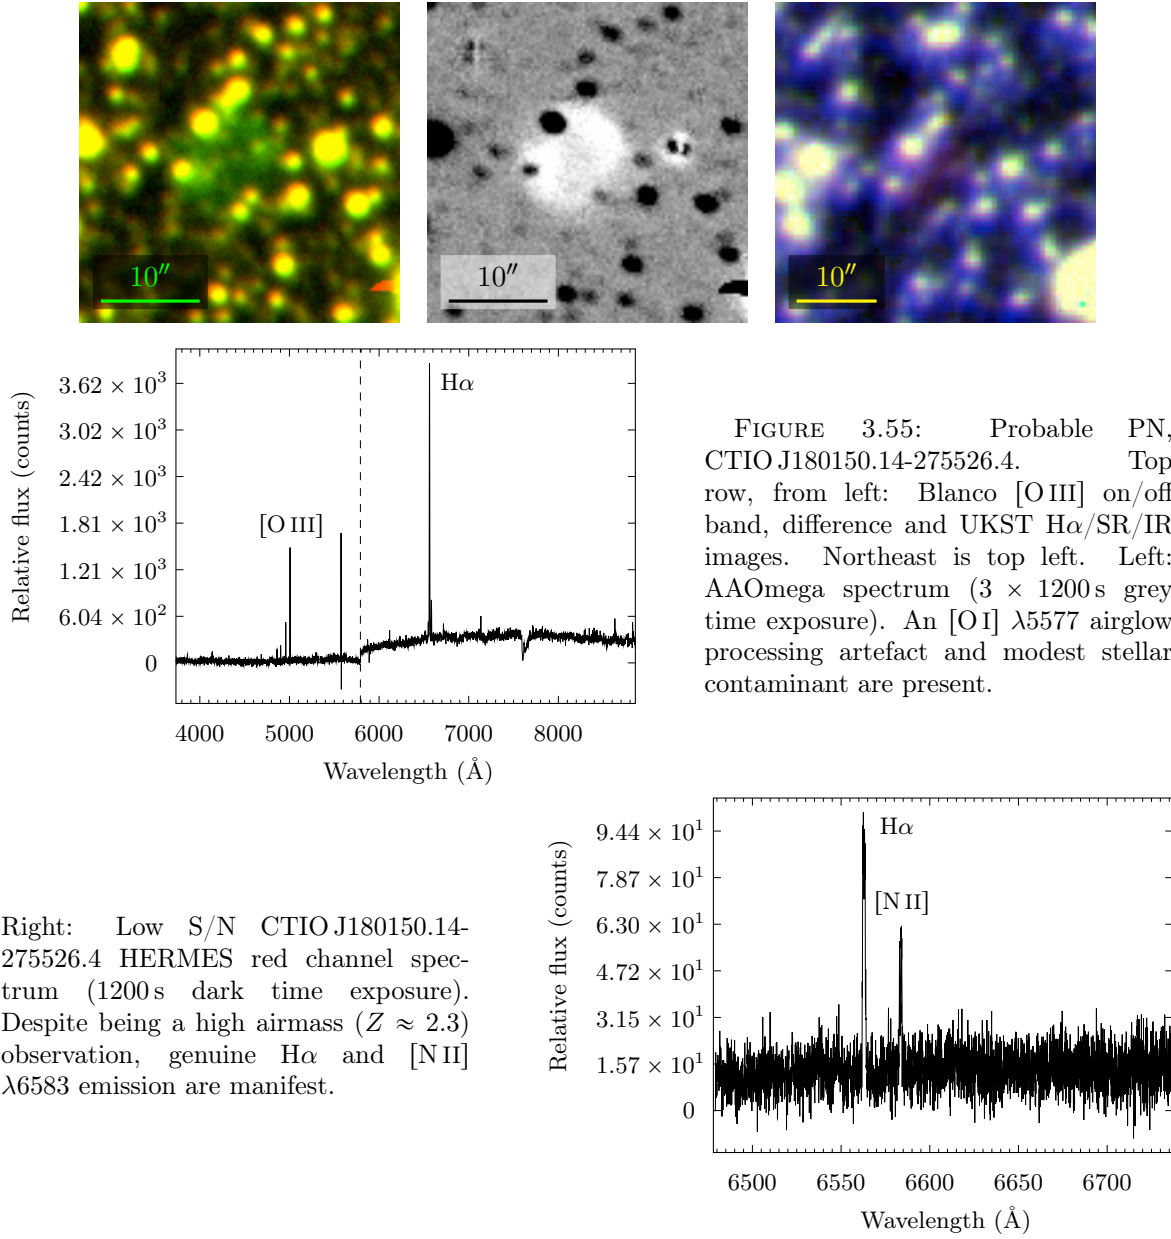 10″
10″
10″
Relative flux (counts)
3.62 × 10³
3.02 × 10³
2.42 × 10³
1.81 × 10³
1.21 × 10³
6.04 × 10²
0
[O III]
Hα
4000 5000 6000 7000 8000
Wavelength (Å)
FIGURE 3.55: Probable PN,
CTIO J180150.14-275526.4. Top
row, from left: Blanco [O III] on/off
band, difference and UKST Hα/SR/IR
images. Northeast is top left. Left:
AAOmega spectrum (3 × 1200 s grey
time exposure). An [O I] λ5577 airglow
processing artefact and modest stellar
contaminant are present.
Right: Low S/N CTIO J180150.14-
275526.4 HERMES red channel spec-
trum (1200 s dark time exposure).
Despite being a high airmass (Z ≈ 2.3)
observation, genuine Hα and [N II]
λ6583 emission are manifest.
Relative flux (counts)
9.44 × 10¹
7.87 × 10¹
6.30 × 10¹
4.72 × 10¹
3.15 × 10¹
1.57 × 10¹
0
Hα
[N II]
6500 6550 6600 6650 6700
Wavelength (Å)